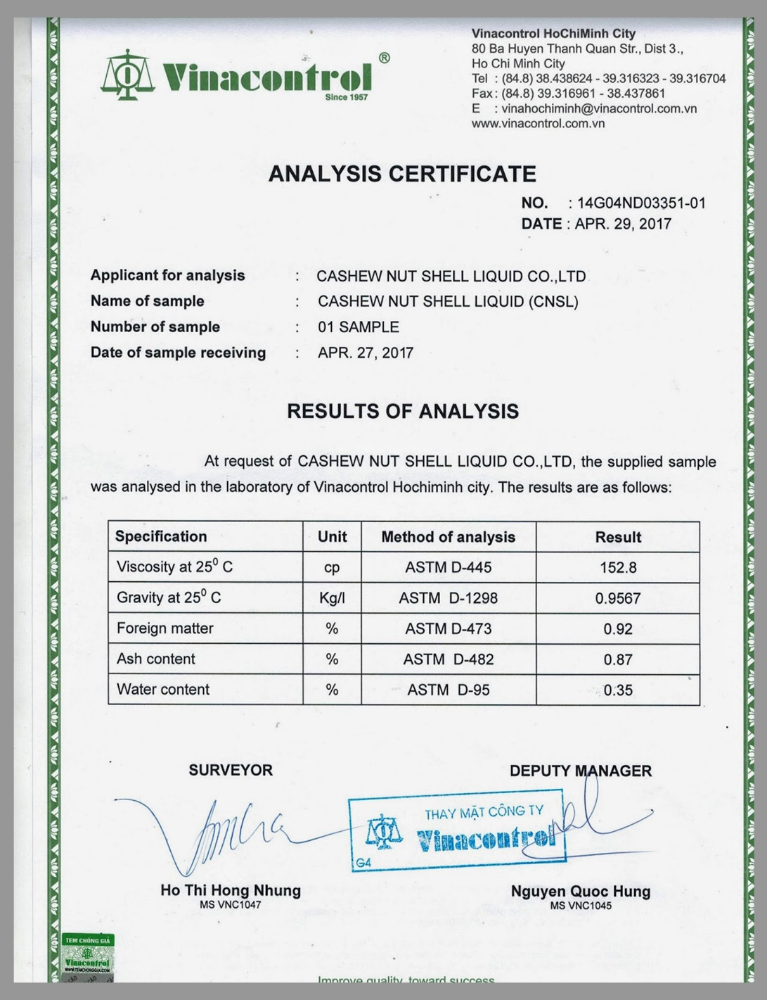 Vinacontrol ®
Since 1957
Vinacontrol HoChiMinh City
80 Ba Huyen Thanh Quan Str., Dist 3.,
Ho Chi Minh City
Tel : (84.8) 38.438624 - 39.316323 - 39.316704
Fax : (84.8) 39.316961 - 38.437861
E : vinahochiminh@vinacontrol.com.vn
www.vinacontrol.com.vn
ANALYSIS CERTIFICATE
NO. : 14G04ND03351-01
DATE : APR. 29, 2017
Applicant for analysis : CASHEW NUT SHELL LIQUID CO.,LTD
Name of sample : CASHEW NUT SHELL LIQUID (CNSL)
Number of sample : 01 SAMPLE
Date of sample receiving : APR. 27, 2017
RESULTS OF ANALYSIS
At request of CASHEW NUT SHELL LIQUID CO.,LTD, the supplied sample
was analysed in the laboratory of Vinacontrol Hochiminh city. The results are as follows:
Specification Unit Method of analysis Result
Viscosity at 25⁰ C cp ASTM D-445 152.8
Gravity at 25⁰ C Kg/l ASTM D-1298 0.9567
Foreign matter % ASTM D-473 0.92
Ash content % ASTM D-482 0.87
Water content % ASTM D-95 0.35
SURVEYOR DEPUTY MANAGER
THAY MẶT CÔNG TY
Vinacontrol
G4
Ho Thi Hong Nhung Nguyen Quoc Hung
MS VNC1047 MS VNC1045
TEM CHỐNG GIẢ
Vinacontrol
WWW.TEMCHONGGIA.COM
Improve quality, toward success